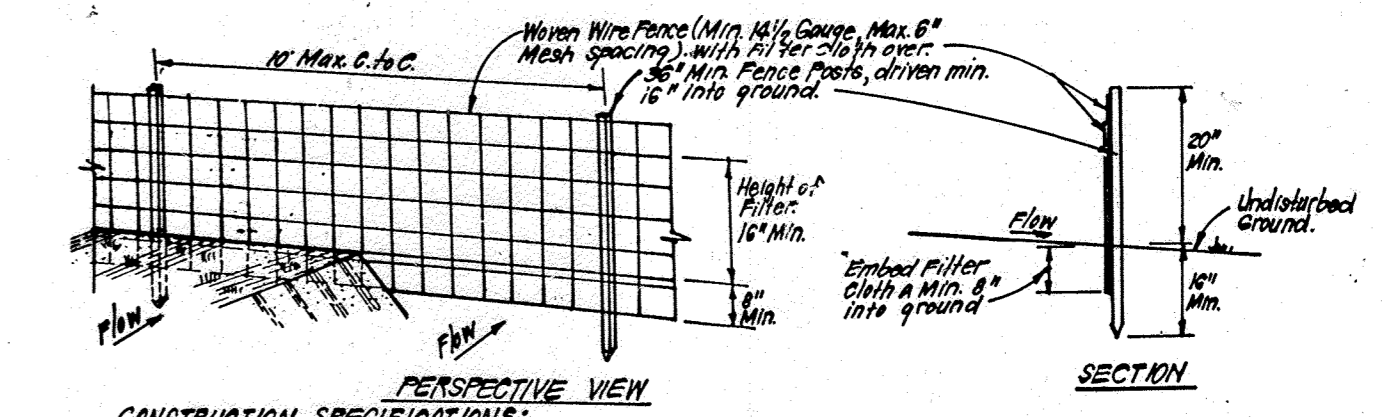 Woven Wire Fence (Min. 14½ Gauge, Max. 6"
Mesh spacing). with Filter cloth over.
36" Min. Fence Posts, driven min.
16" into ground.
10' Max. C. to C.
Height of
Filter.
16" Min.
8"
Min.
Flow
Flow
PERSPECTIVE VIEW
20"
Min.
Undisturbed
Ground.
Flow
Embed Filter
Cloth A Min. 8"
into ground
16"
Min.
SECTION
CONSTRUCTION SPECIFICATIONS: